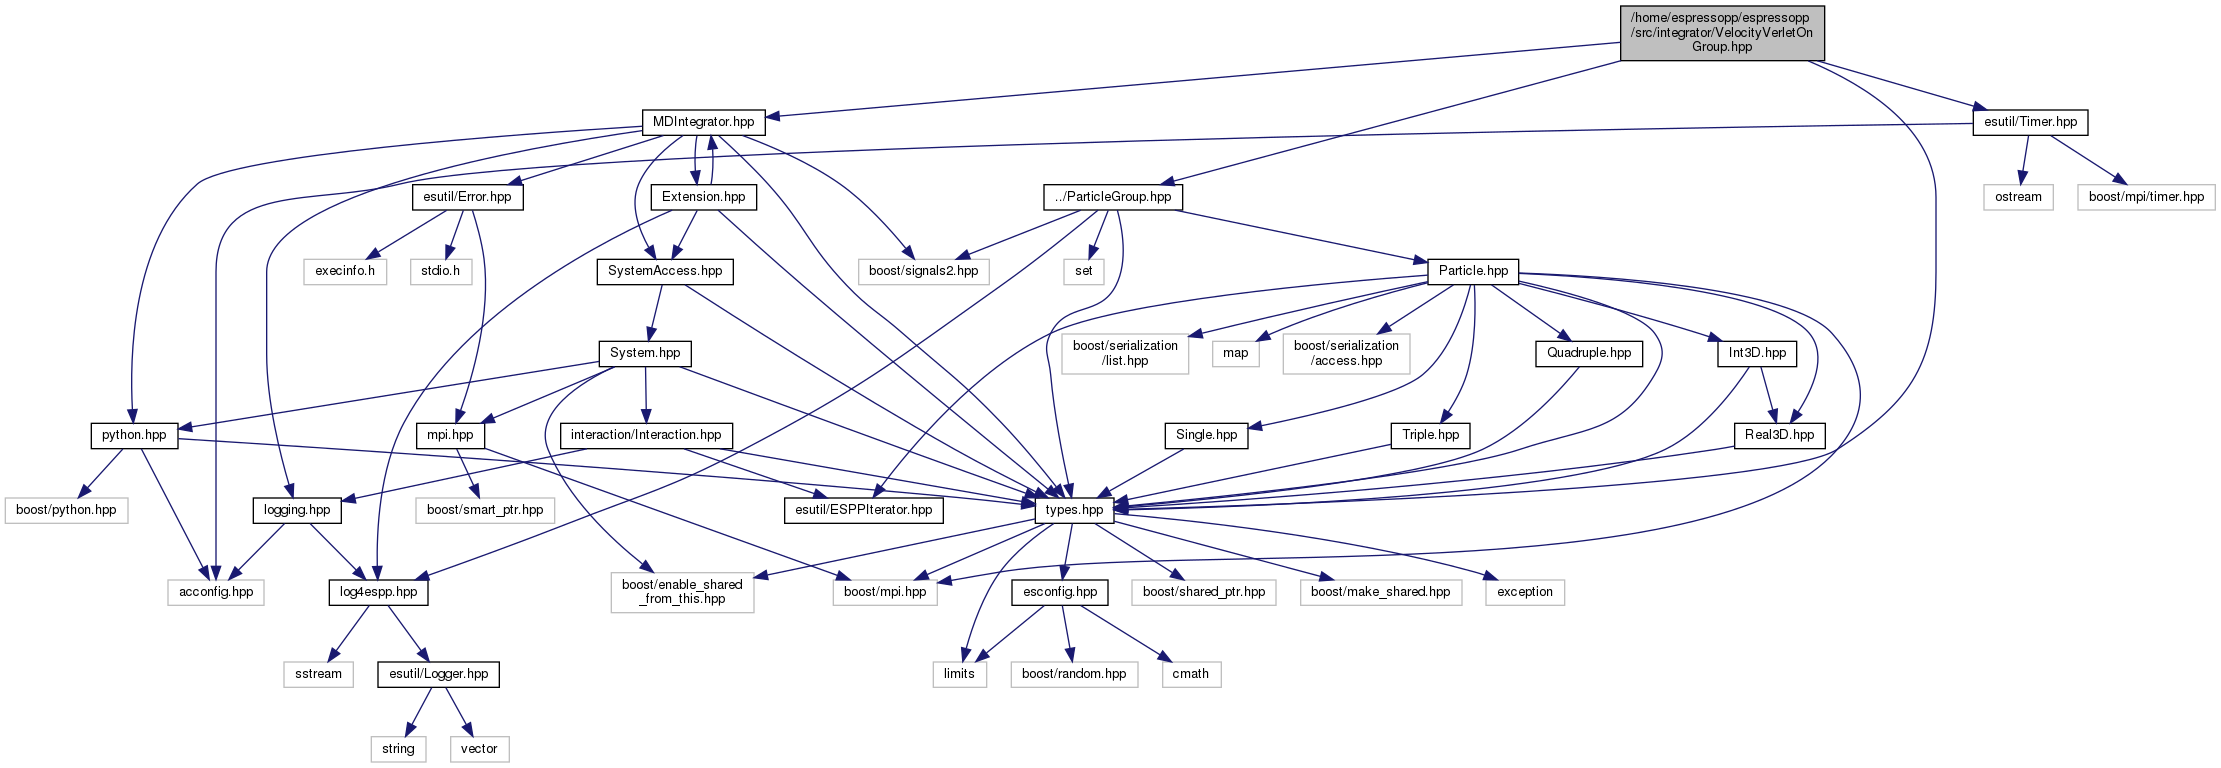 /home/espressopp/espressopp
/src/integrator/VelocityVerletOn
Group.hpp
MDIntegrator.hpp
esutil/Timer.hpp
esutil/Error.hpp
Extension.hpp
../ParticleGroup.hpp
ostream
boost/mpi/timer.hpp
execinfo.h
stdio.h
SystemAccess.hpp
boost/signals2.hpp
set
Particle.hpp
System.hpp
boost/serialization
/list.hpp
map
boost/serialization
/access.hpp
Quadruple.hpp
Int3D.hpp
python.hpp
mpi.hpp
interaction/Interaction.hpp
Single.hpp
Triple.hpp
Real3D.hpp
boost/python.hpp
logging.hpp
boost/smart_ptr.hpp
esutil/ESPPIterator.hpp
types.hpp
acconfig.hpp
log4espp.hpp
boost/enable_shared
_from_this.hpp
boost/mpi.hpp
esconfig.hpp
boost/shared_ptr.hpp
boost/make_shared.hpp
exception
sstream
esutil/Logger.hpp
limits
boost/random.hpp
cmath
string
vector